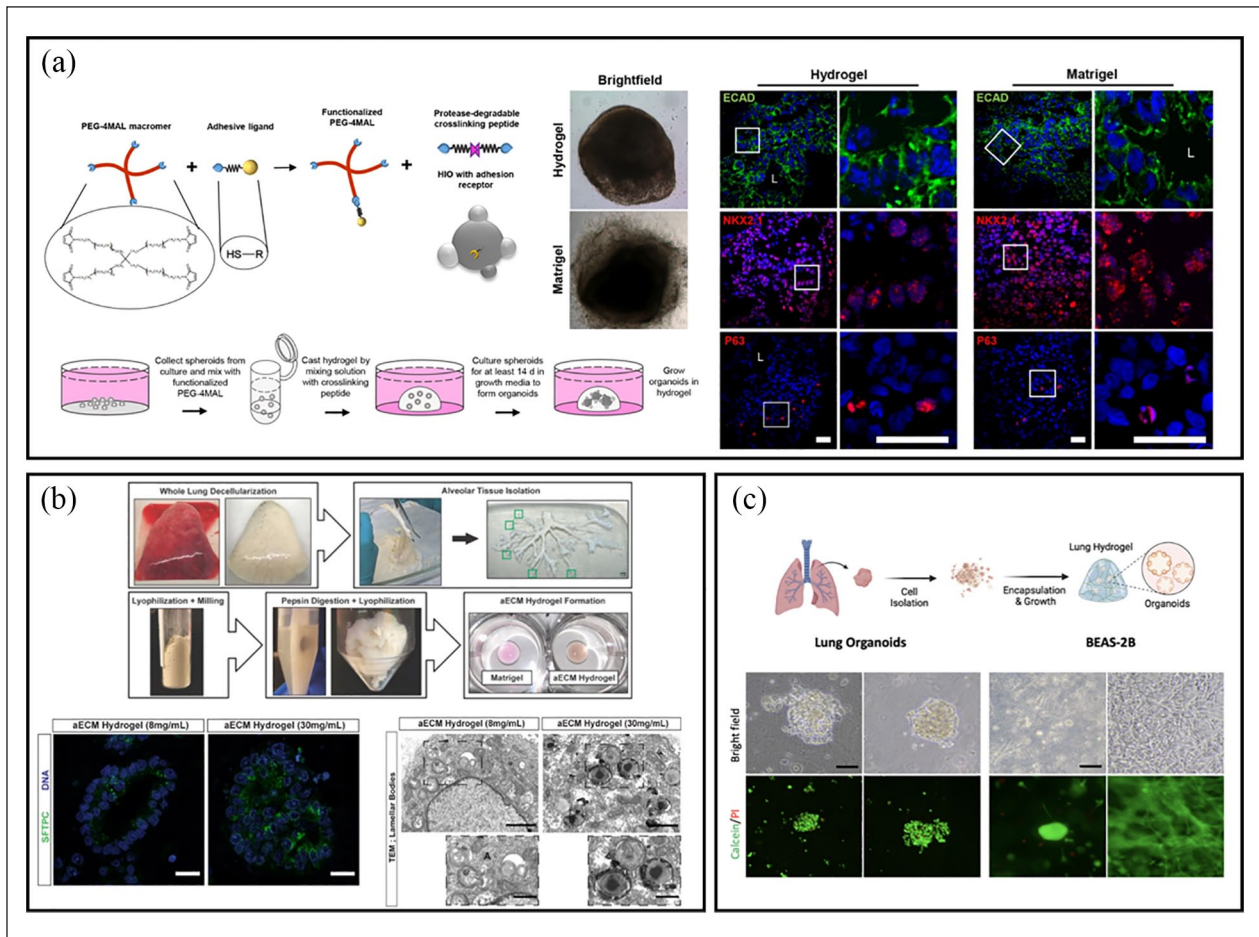 (a)
PEG-4MAL macromer
+
Adhesive ligand
Functionalized
PEG-4MAL
+
Protease-degradable
crosslinking peptide
HIO with adhesion
receptor
HS-R
Collect spheroids from
culture and mix with
functionalized
PEG-4MAL
Cast hydrogel by
mixing solution
with crosslinking
peptide
Culture spheroids
for at least 14 d in
growth media to
form organoids
Grow
organoids in
hydrogel
Brightfield
Hydrogel
Matrigel
Hydrogel
Matrigel
ECAD
L
ECAD
L
NKX2.1
NKX2.1
P63
L
P63
(b)
Whole Lung Decellularization
Alveolar Tissue Isolation
Lyophilization + Milling
Pepsin Digestion + Lyophilization
aECM Hydrogel Formation
Matrigel
aECM Hydrogel
aECM Hydrogel (8mg/mL)
aECM Hydrogel (30mg/mL)
SFTPC DNA
aECM Hydrogel (8mg/mL)
aECM Hydrogel (30mg/mL)
TEM ; Lamellar Bodies
A
(c)
Cell
Isolation
Encapsulation
& Growth
Lung Hydrogel
Organoids
Lung Organoids
BEAS-2B
Bright field
Calcein/PI